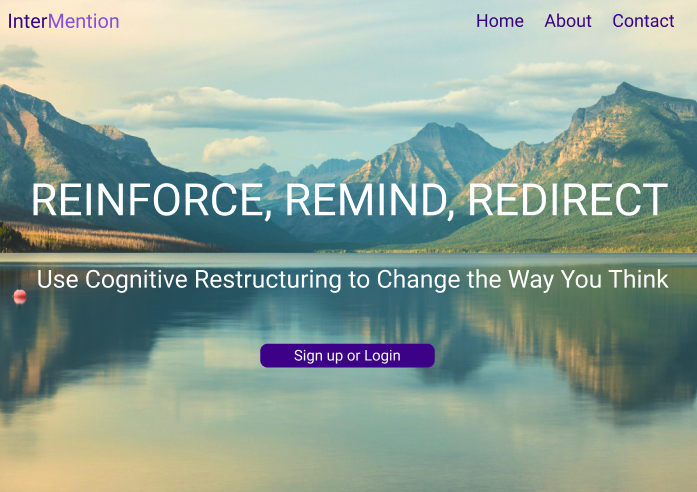 InterMention
Home About Contact
REINFORCE, REMIND, REDIRECT
Use Cognitive Restructuring to Change the Way You Think
Sign up or Login